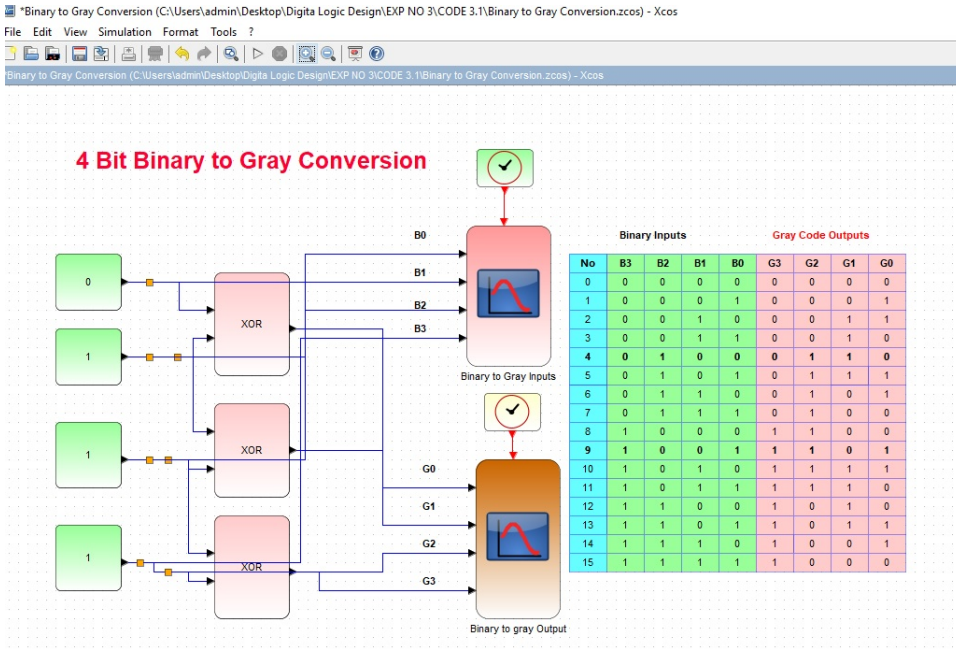 *Binary to Gray Conversion (C:\Users\admin\Desktop\Digita Logic Design\EXP NO 3\CODE 3.1\Binary to Gray Conversion.zcos) - Xcos
File Edit View Simulation Format Tools ?
*Binary to Gray Conversion (C:\Users\admin\Desktop\Digita Logic Design\EXP NO 3\CODE 3.1\Binary to Gray Conversion.zcos) - Xcos
4 Bit Binary to Gray Conversion
0
1
1
1
XOR
XOR
XOR
B0
B1
B2
B3
Binary to Gray Inputs
G0
G1
G2
G3
Binary to gray Output
Binary Inputs Gray Code Outputs
No B3 B2 B1 B0 G3 G2 G1 G0
0 0 0 0 0 0 0 0 0
1 0 0 0 1 0 0 0 1
2 0 0 1 0 0 0 1 1
3 0 0 1 1 0 0 1 0
4 0 1 0 0 0 1 1 0
5 0 1 0 1 0 1 1 1
6 0 1 1 0 0 1 0 1
7 0 1 1 1 0 1 0 0
8 1 0 0 0 1 1 0 0
9 1 0 0 1 1 1 0 1
10 1 0 1 0 1 1 1 1
11 1 0 1 1 1 1 1 0
12 1 1 0 0 1 0 1 0
13 1 1 0 1 1 0 1 1
14 1 1 1 0 1 0 0 1
15 1 1 1 1 1 0 0 0